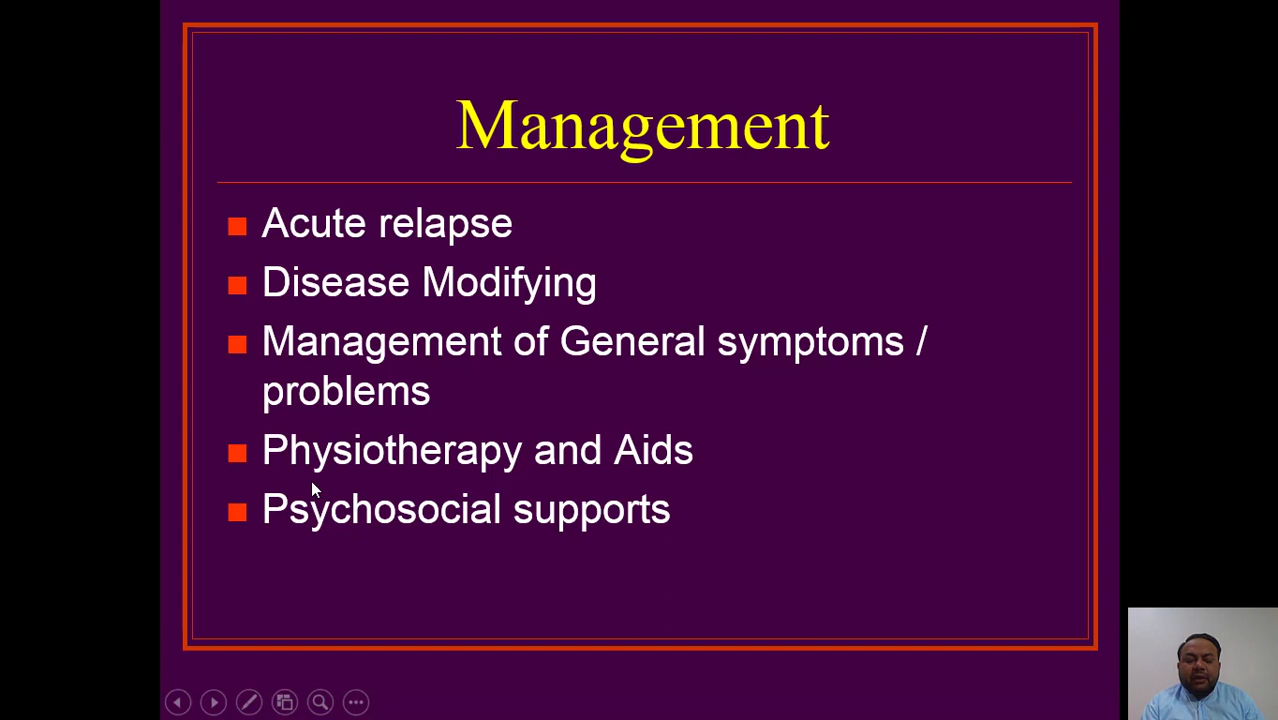 Management
Acute relapse
Disease Modifying
Management of General symptoms /
problems
Physiotherapy and Aids
Psychosocial supports